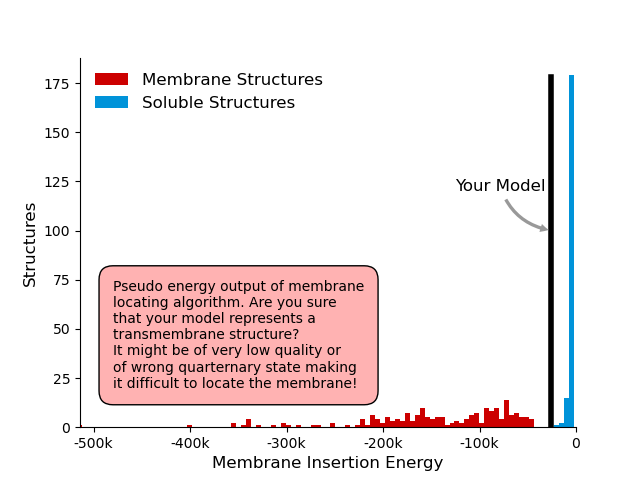 Membrane Structures
Soluble Structures
Your Model
Pseudo energy output of membrane
locating algorithm. Are you sure
that your model represents a
transmembrane structure?
It might be of very low quality or
of wrong quarternary state making
it difficult to locate the membrane!
Structures
175
150
125
100
75
50
25
0
-500k
-400k
-300k
-200k
-100k
0
Membrane Insertion Energy